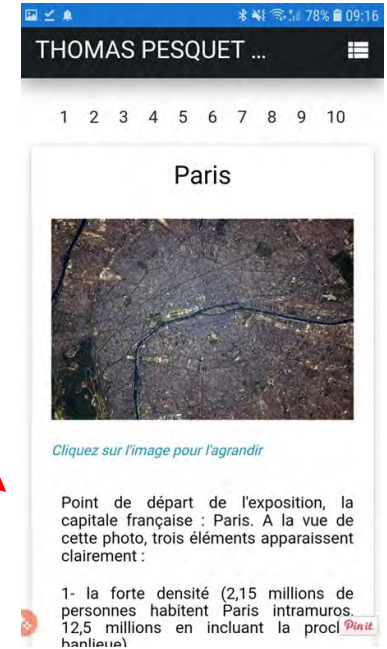 78% 09:16
THOMAS PESQUET ...
1 2 3 4 5 6 7 8 9 10
Paris
Cliquez sur l'image pour l'agrandir
Point de départ de l'exposition, la
capitale française : Paris. A la vue de
cette photo, trois éléments apparaissent
clairement :
1- la forte densité (2,15 millions de
personnes habitent Paris intramuros,
12,5 millions en incluant la procl
Pin it
banlieue)